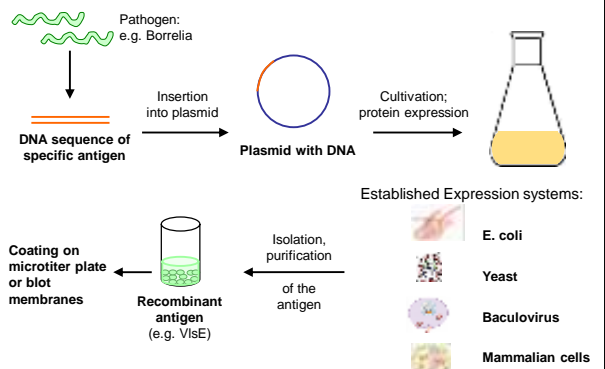 Pathogen:
e.g. Borrelia
Insertion
into plasmid
Cultivation;
protein expression
DNA sequence of
specific antigen
Plasmid with DNA
Established Expression systems:
E. coli
Yeast
Baculovirus
Mammalian cells
Isolation,
purification
of the
antigen
Recombinant
antigen
(e.g. VlsE)
Coating on
microtiter plate
or blot
membranes